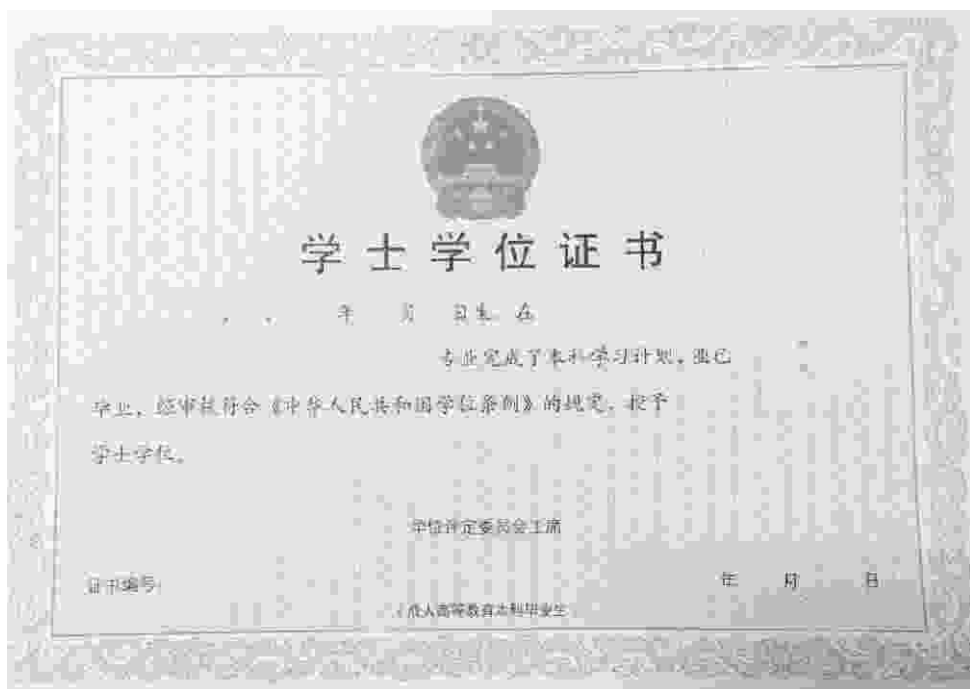 学士学位证书
年 月 日生 在
专业完成了本科学习计划，业已
毕业，经审核符合《中华人民共和国学位条例》的规定，授予
学士学位。
学位评定委员会主席
证书编号：
年 月 日
（成人高等教育本科毕业生）